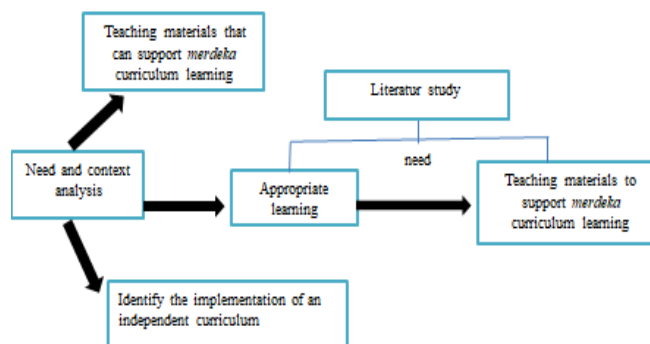 Teaching materials that
can support merdeka
curriculum learning
Literatur study
Need and context
analysis
need
Appropriate
learning
Teaching materials to
support merdeka
curriculum learning
Identify the implementation of an
independent curriculum